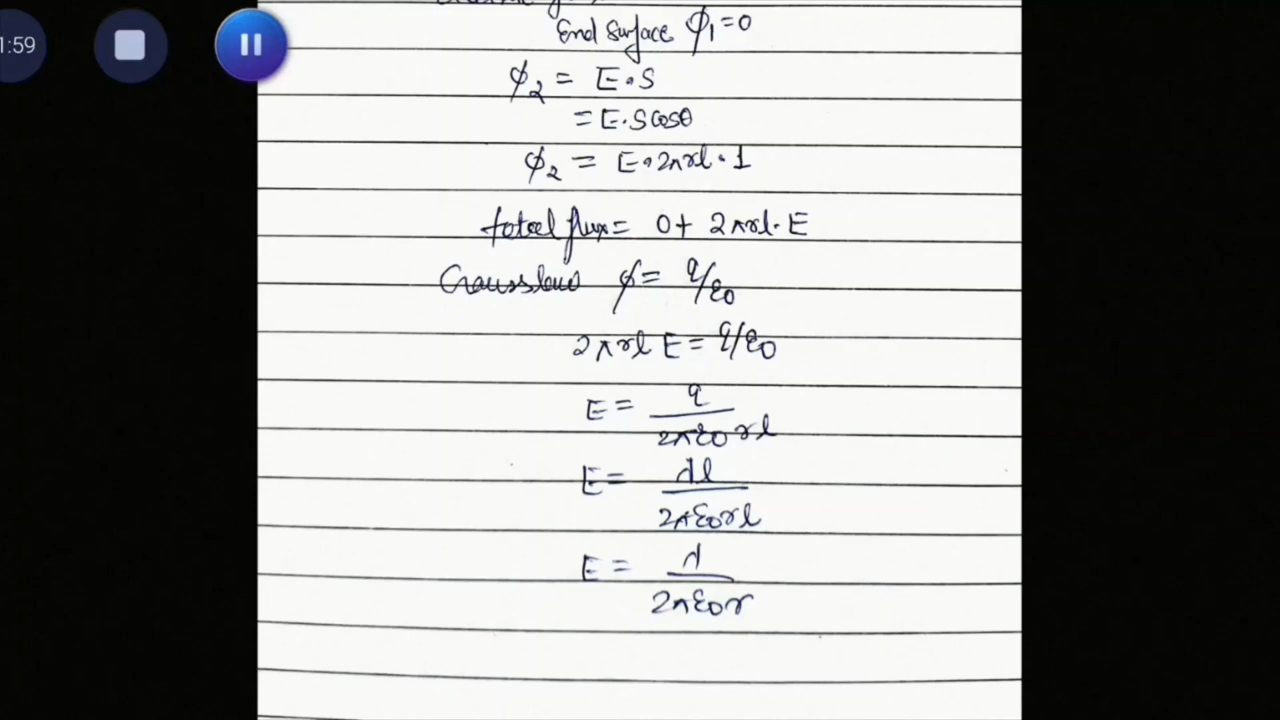 :59
End Surface ϕ₁=0
ϕ₂ = E·S
= E·S cosθ
ϕ₂ = E·2πrl·1
total flux = 0+ 2πrl·E
Gauss law ϕ= q/ε0
2πrl E = q/ε0
E = q / 2πε0rl
E = λl / 2πε0rl
E = λ / 2πε0r